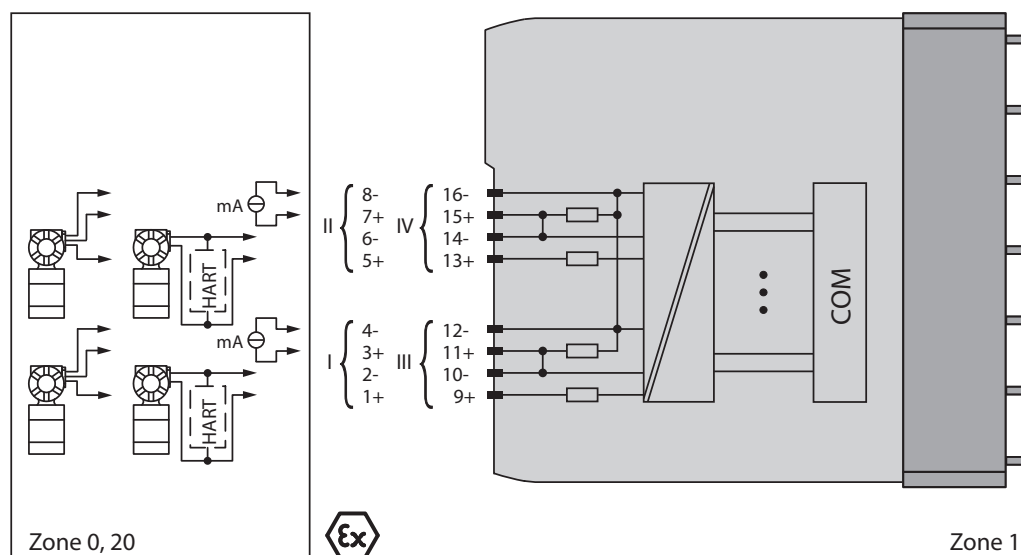 mA
II
8-
7+
6-
5+
IV
16-
15+
14-
13+
HART
mA
I
4-
3+
2-
1+
III
12-
11+
10-
9+
HART
COM
Zone 0, 20
Ex
Zone 1